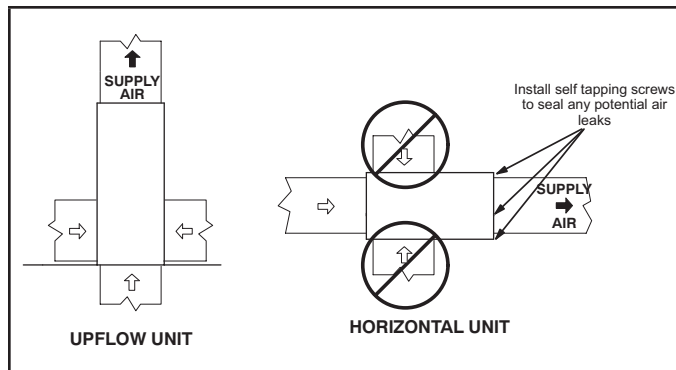 SUPPLY
AIR
UPFLOW UNIT
Install self tapping screws
to seal any potential air
leaks
SUPPLY
AIR
HORIZONTAL UNIT